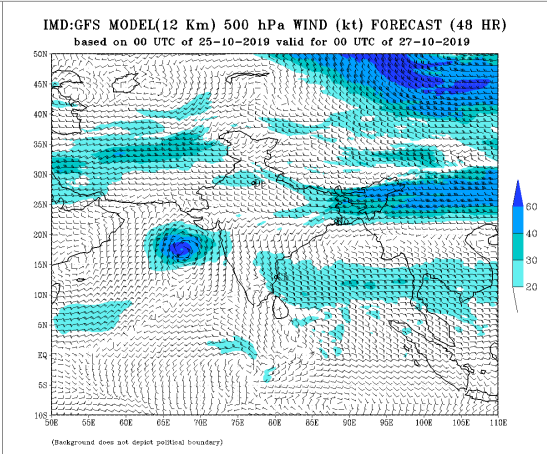 IMD:GFS MODEL(12 Km) 500 hPa WIND (kt) FORECAST (48 HR)
based on 00 UTC of 25-10-2019 valid for 00 UTC of 27-10-2019
50N
45N
40N
35N
30N
25N
20N
15N
10N
5N
EQ
5S
10S
50E 55E 60E 65E 70E 75E 80E 85E 90E 95E 100E 105E 110E
60
40
30
20
(Background does not depict political boundary)